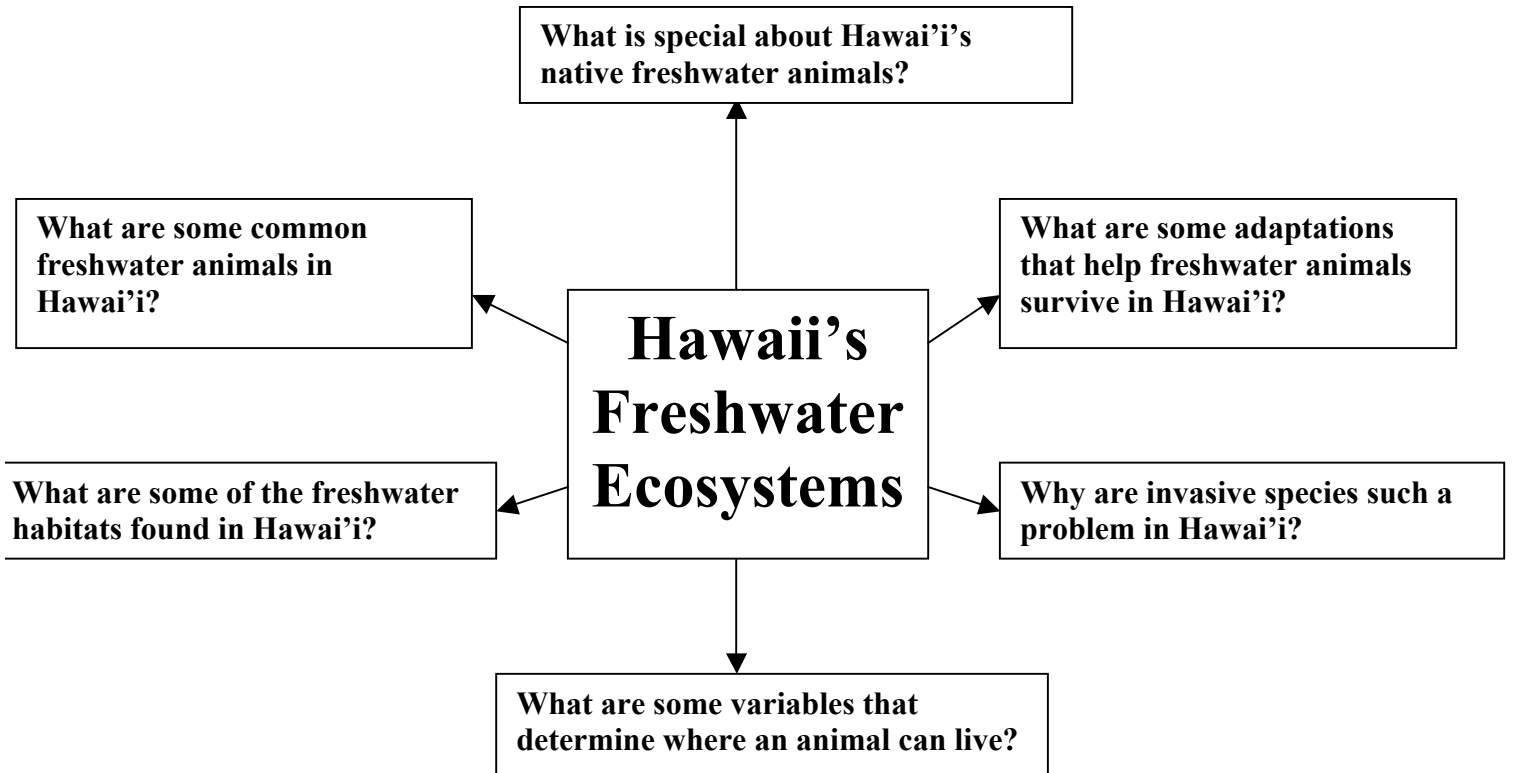 What is special about Hawai’i’s
native freshwater animals?
What are some common
freshwater animals in
Hawai’i?
What are some adaptations
that help freshwater animals
survive in Hawai’i?
Hawaii’s
Freshwater
Ecosystems
What are some of the freshwater
habitats found in Hawai’i?
Why are invasive species such a
problem in Hawai’i?
What are some variables that
determine where an animal can live?